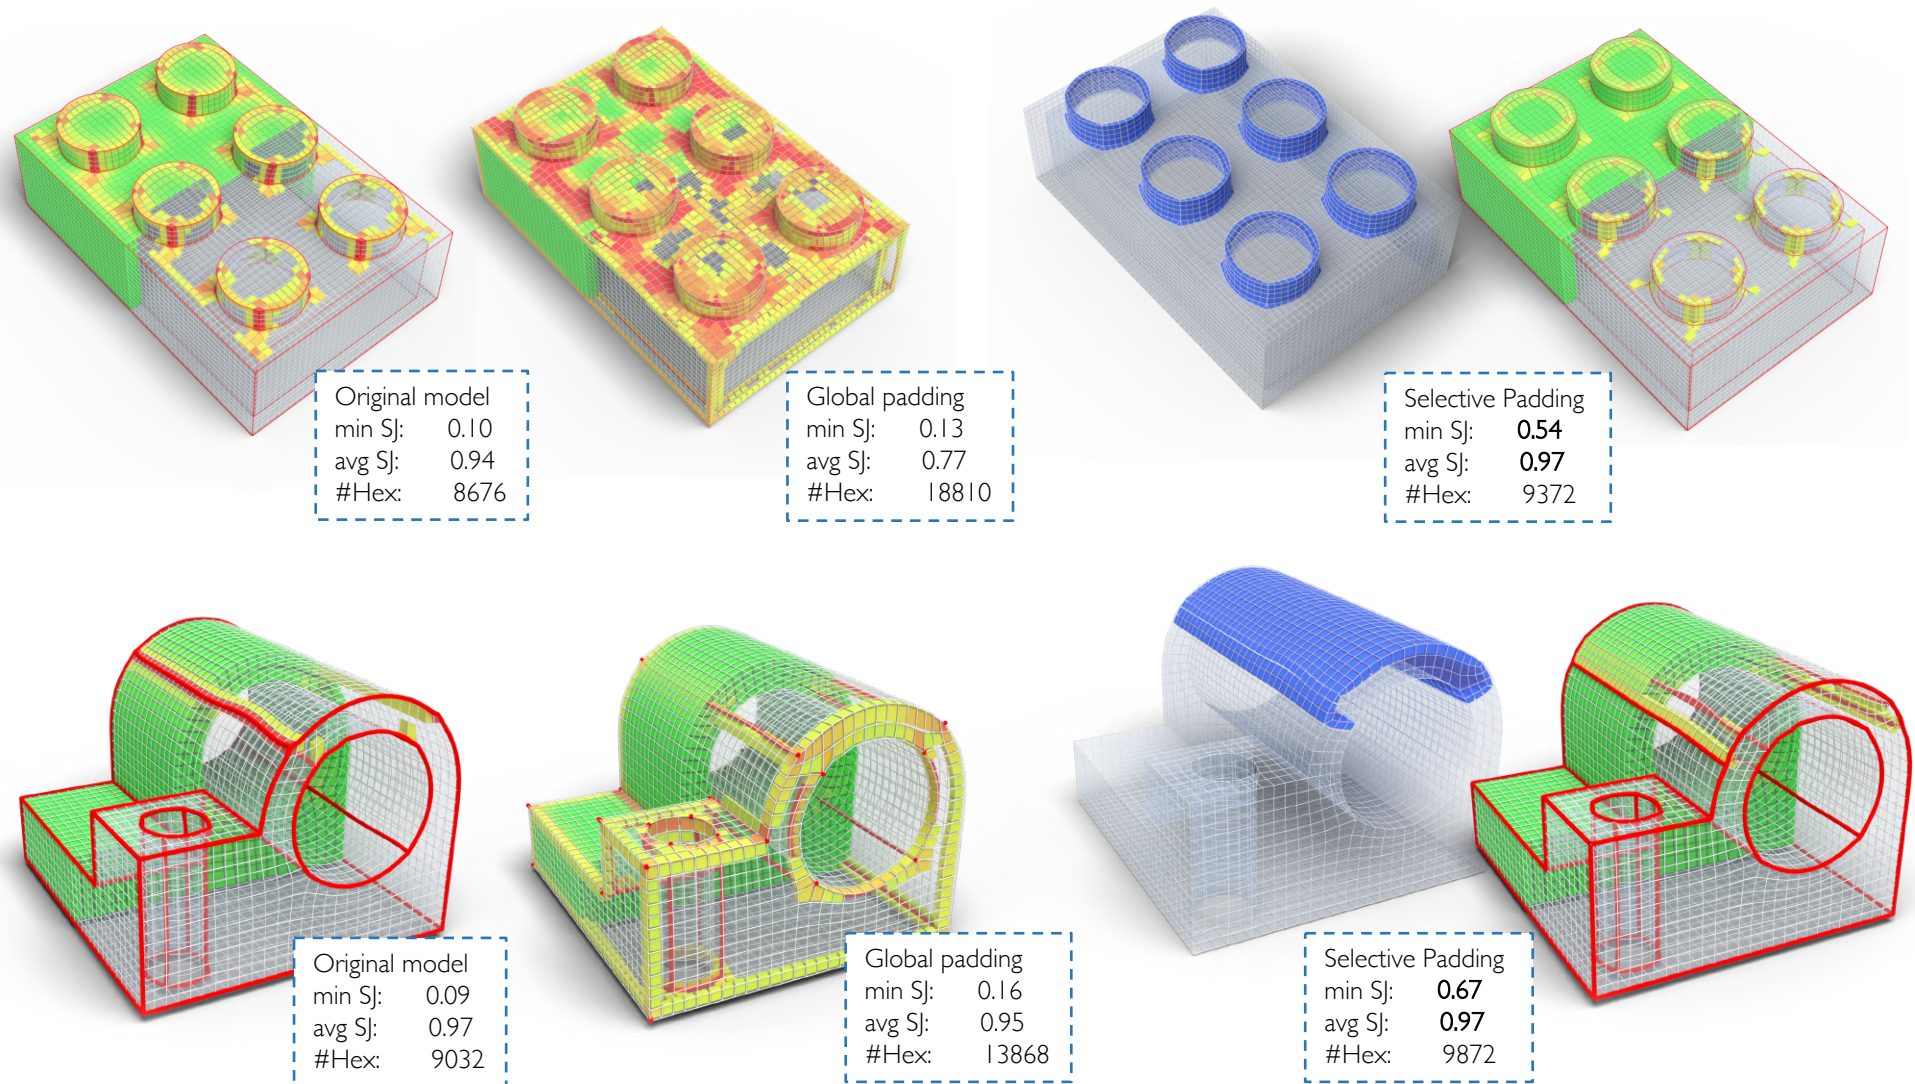 Original model
min SJ: 0.10
avg SJ: 0.94
#Hex: 8676
Global padding
min SJ: 0.13
avg SJ: 0.77
#Hex: 18810
Selective Padding
min SJ: 0.54
avg SJ: 0.97
#Hex: 9372
Original model
min SJ: 0.09
avg SJ: 0.97
#Hex: 9032
Global padding
min SJ: 0.16
avg SJ: 0.95
#Hex: 13868
Selective Padding
min SJ: 0.67
avg SJ: 0.97
#Hex: 9872